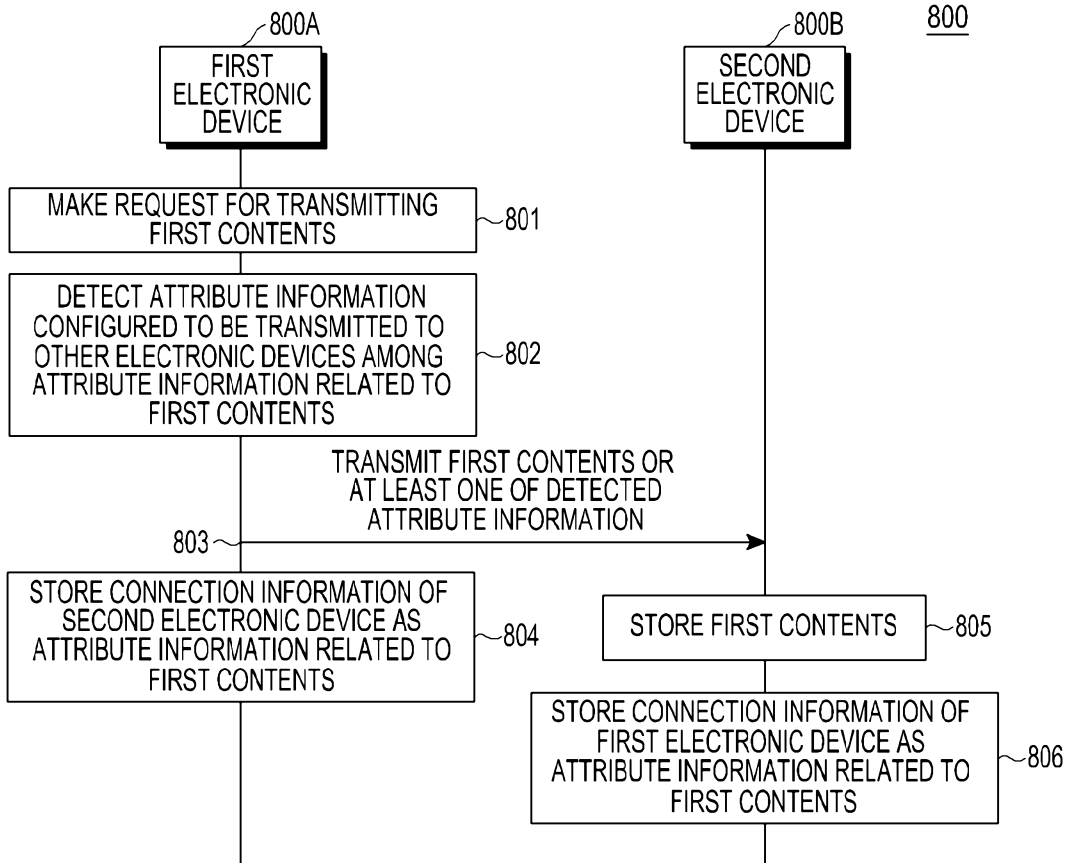 800
800A
800B
FIRST
ELECTRONIC
DEVICE
SECOND
ELECTRONIC
DEVICE
MAKE REQUEST FOR TRANSMITTING
FIRST CONTENTS
801
DETECT ATTRIBUTE INFORMATION
CONFIGURED TO BE TRANSMITTED TO
OTHER ELECTRONIC DEVICES AMONG
ATTRIBUTE INFORMATION RELATED TO
FIRST CONTENTS
802
TRANSMIT FIRST CONTENTS OR
AT LEAST ONE OF DETECTED
ATTRIBUTE INFORMATION
803
STORE CONNECTION INFORMATION OF
SECOND ELECTRONIC DEVICE AS
ATTRIBUTE INFORMATION RELATED TO
FIRST CONTENTS
804
STORE FIRST CONTENTS
805
STORE CONNECTION INFORMATION OF
FIRST ELECTRONIC DEVICE AS
ATTRIBUTE INFORMATION RELATED TO
FIRST CONTENTS
806